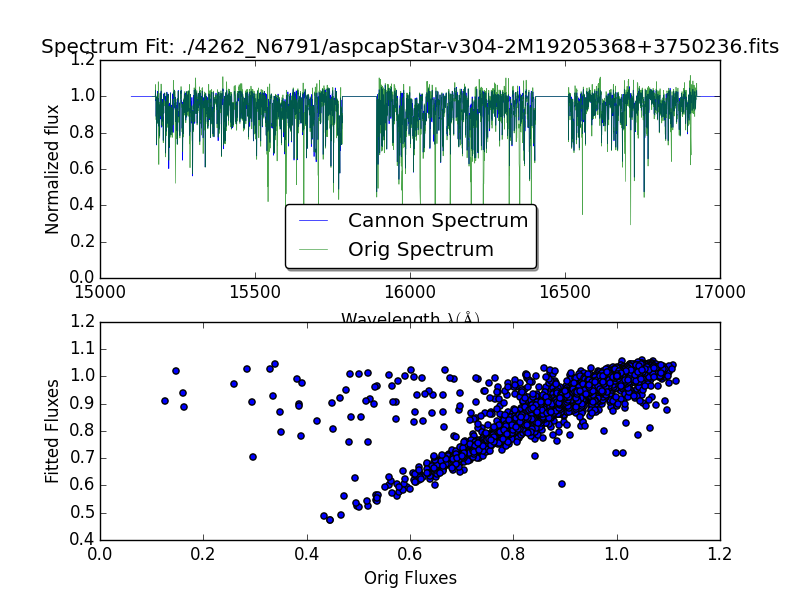 Spectrum Fit: ./4262_N6791/aspcapStar-v304-2M19205368+3750236.fits
1.2
1.0
0.8
0.6
0.4
0.2
0.0
Normalized flux
Cannon Spectrum
Orig Spectrum
15000 15500 16000 16500 17000
Wavelength λ(Å)
1.2
1.1
1.0
0.9
0.8
0.7
0.6
0.5
0.4
Fitted Fluxes
0.0 0.2 0.4 0.6 0.8 1.0 1.2
Orig Fluxes